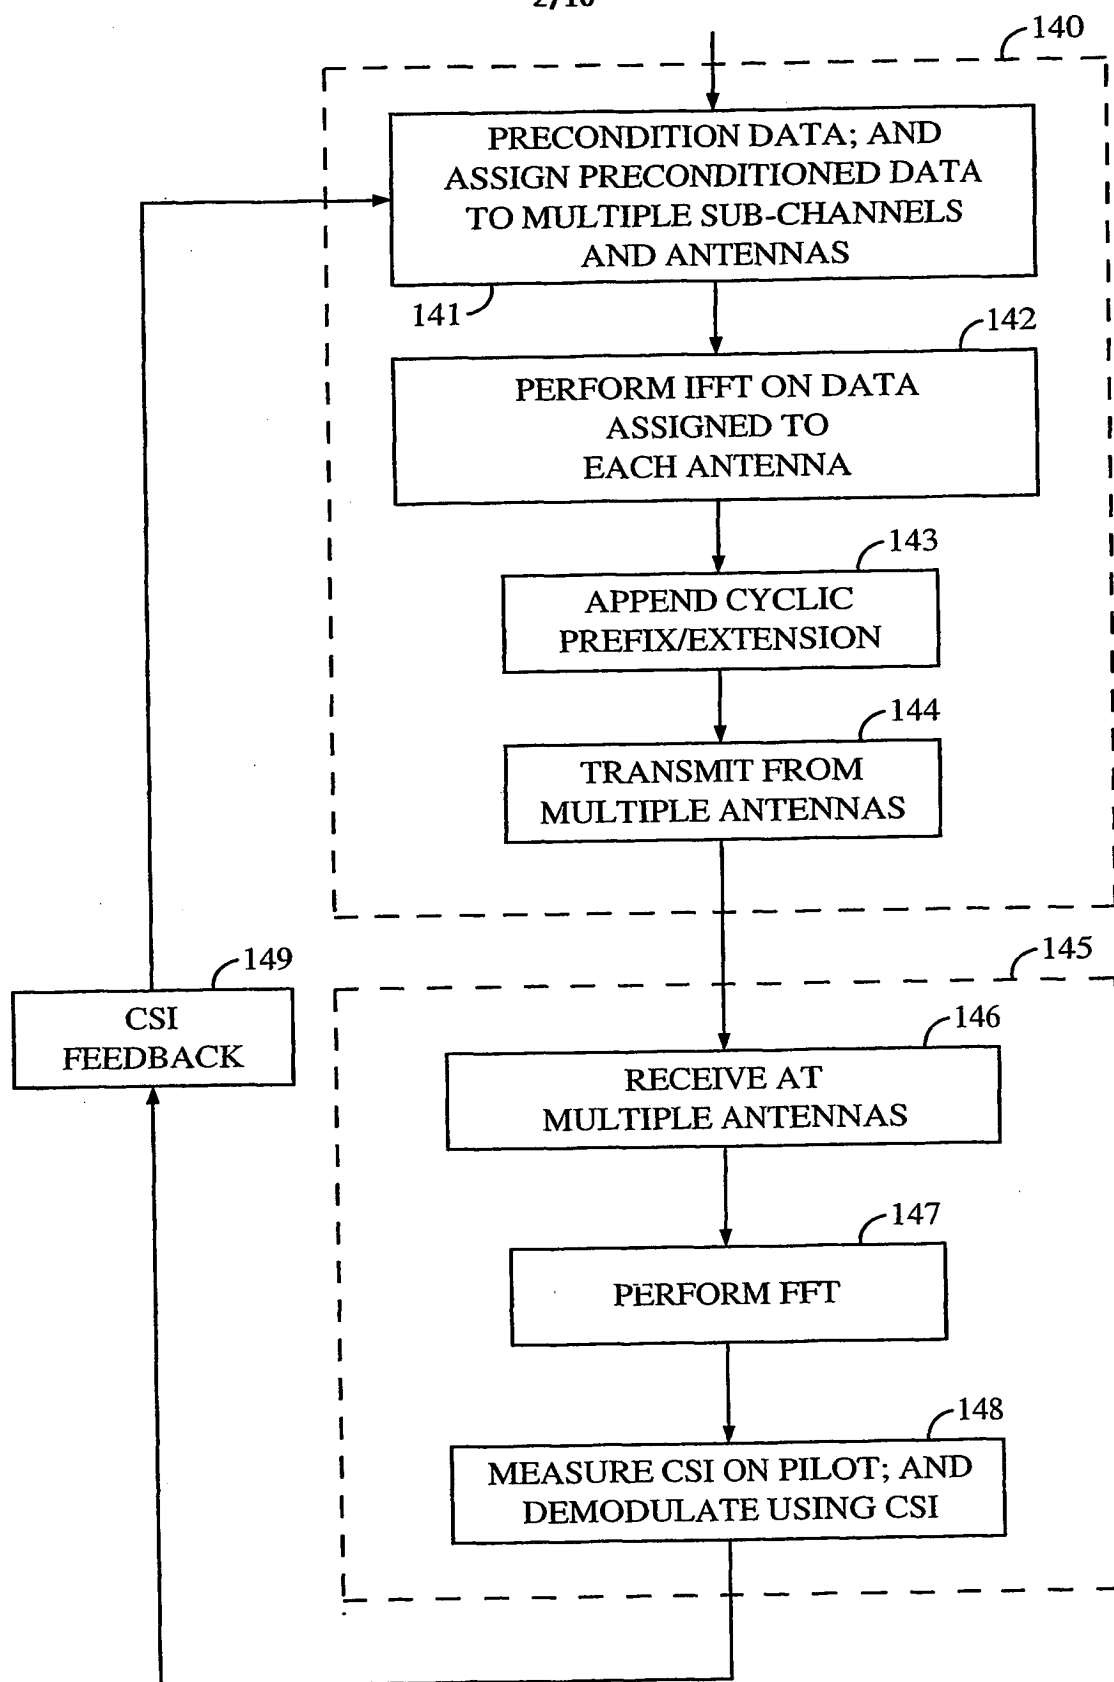 2/10
140
PRECONDITION DATA; AND
ASSIGN PRECONDITIONED DATA
TO MULTIPLE SUB-CHANNELS
AND ANTENNAS
141
142
PERFORM IFFT ON DATA
ASSIGNED TO
EACH ANTENNA
143
APPEND CYCLIC
PREFIX/EXTENSION
144
TRANSMIT FROM
MULTIPLE ANTENNAS
149
CSI
FEEDBACK
145
146
RECEIVE AT
MULTIPLE ANTENNAS
147
PERFORM FFT
148
MEASURE CSI ON PILOT; AND
DEMODULATE USING CSI